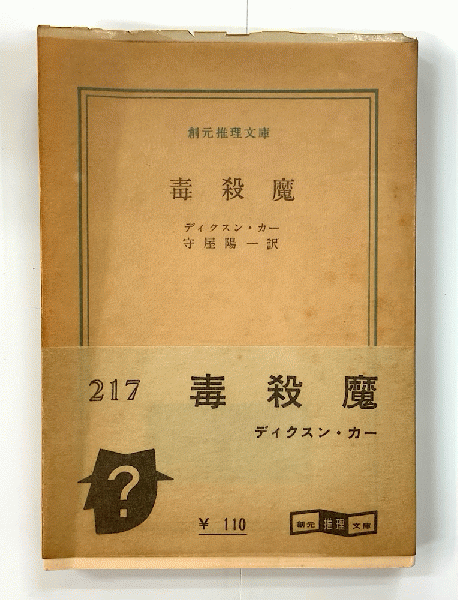 創元推理文庫
毒殺魔
ディクスン・カー
守屋陽一訳
217 毒殺魔
ディクスン・カー
?
¥ 110
創元推理文庫